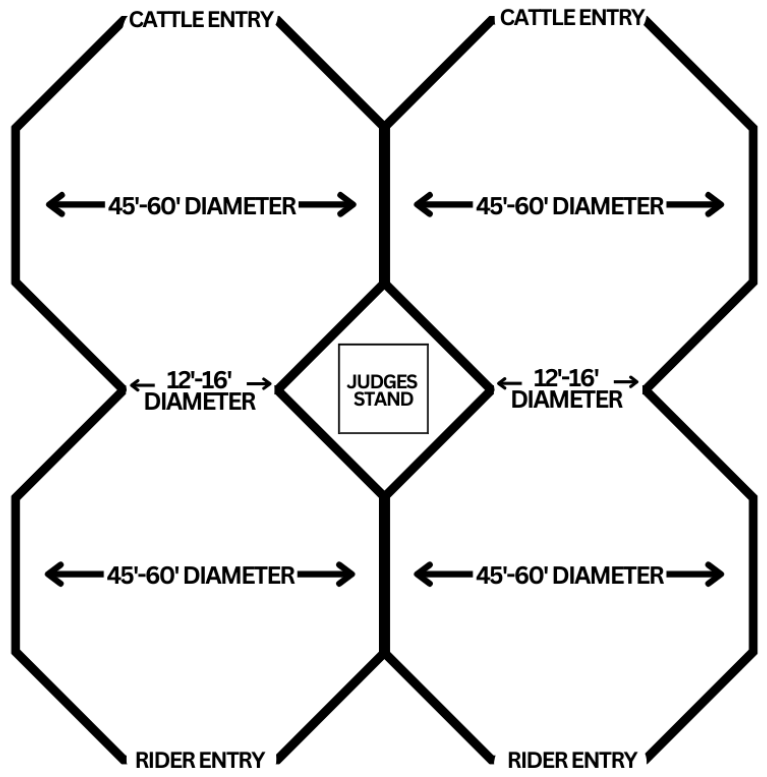 CATTLE ENTRY
CATTLE ENTRY
45'-60' DIAMETER
45'-60' DIAMETER
12'-16'
DIAMETER
JUDGES
STAND
12'-16'
DIAMETER
45'-60' DIAMETER
45'-60' DIAMETER
RIDER ENTRY
RIDER ENTRY